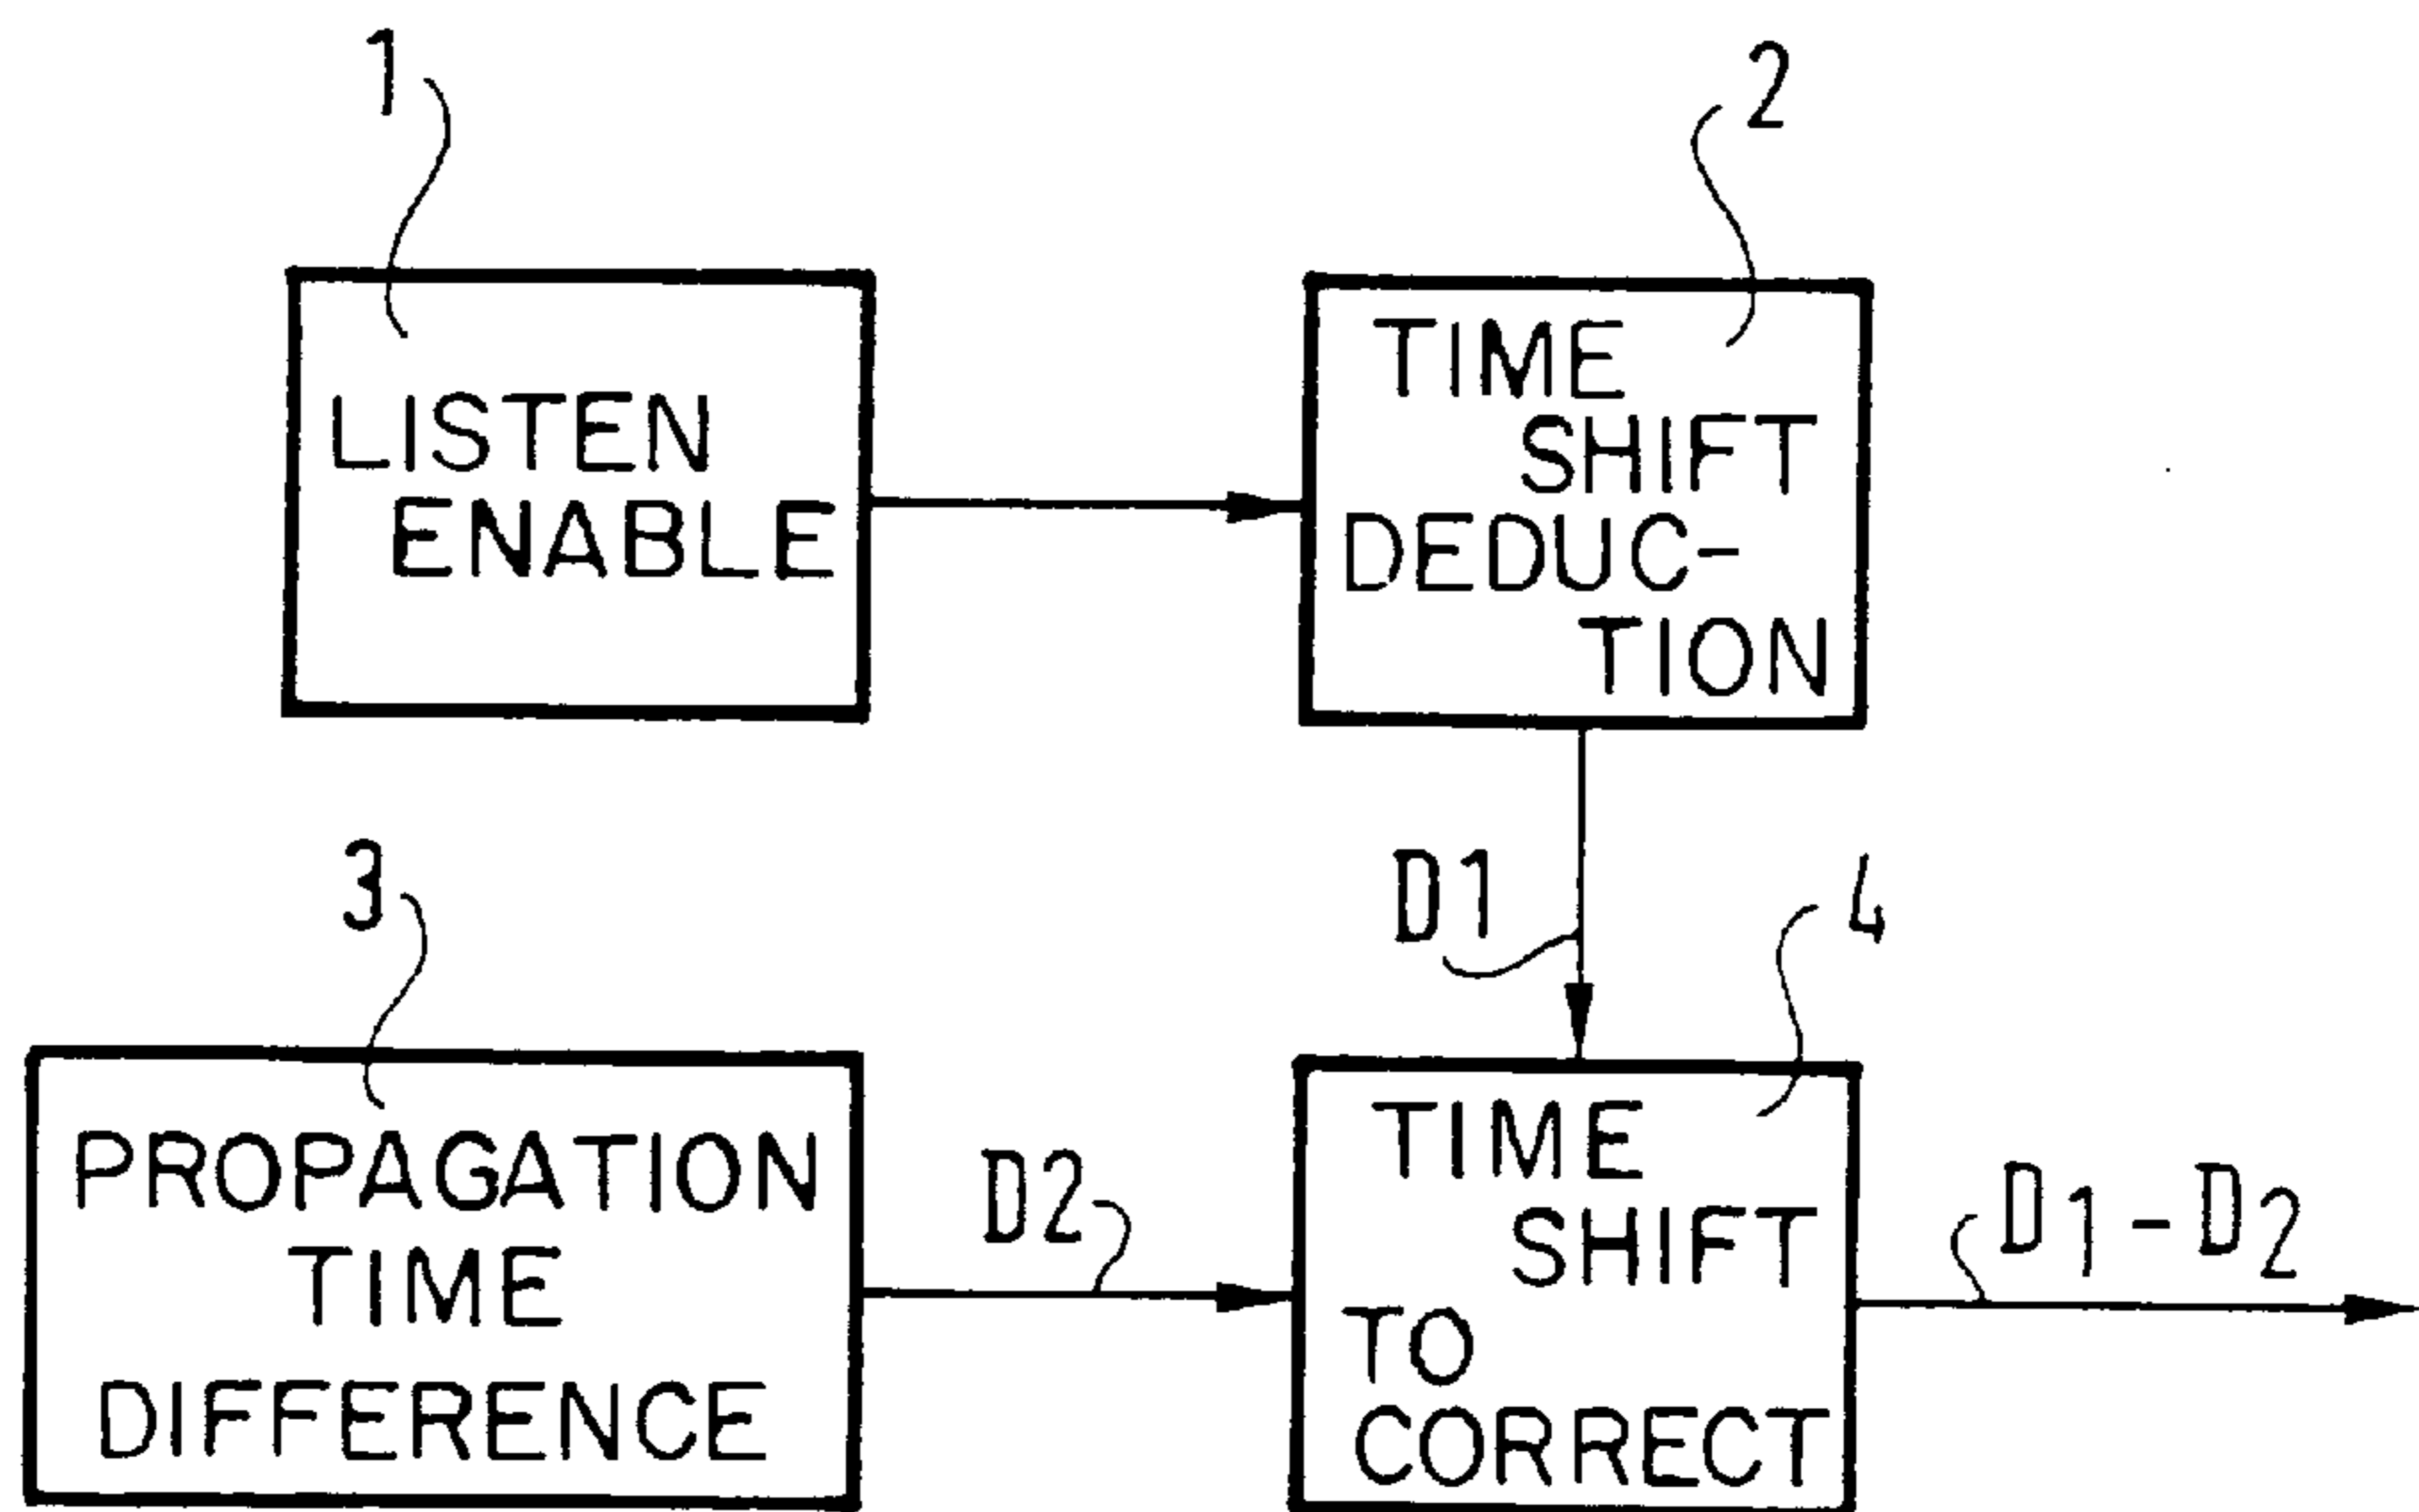 1
2
LISTEN
ENABLE
TIME
SHIFT
DEDUC-
TION
3
D1
4
PROPAGATION
TIME
DIFFERENCE
D2
TIME
SHIFT
TO
CORRECT
D1-D2